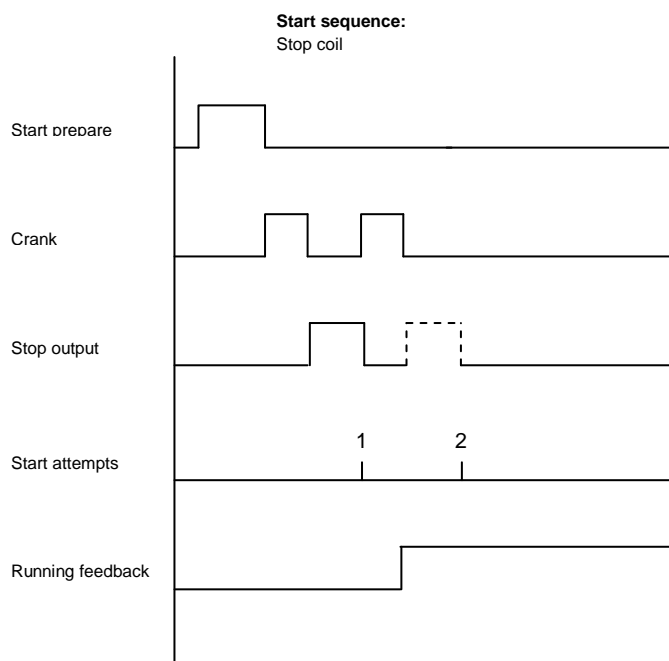 Start sequence:
Stop coil
Start prepare
Crank
Stop output
1 2
Start attempts
Running feedback